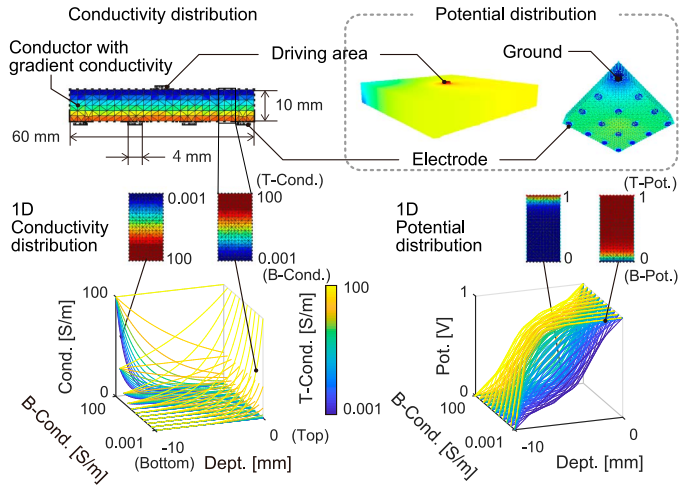 Conductivity distribution
Potential distribution
Conductor with
gradient conductivity
Driving area
Ground
10 mm
60 mm
4 mm
Electrode
(T-Cond.)
(T-Pot.)
1D
Conductivity
distribution
0.001
100
100
0.001
(B-Cond.)
1D
Potential
distribution
1
0
1
0
(B-Pot.)
100
Cond. [S/m]
0
100
B-Cond. [S/m]
0.001
-10
(Bottom)
Dept. [mm]
0
(Top)
T-Cond. [S/m]
100
0.001
1
Pot. [V]
0
100
B-Cond. [S/m]
0.001
-10
Dept. [mm]
0